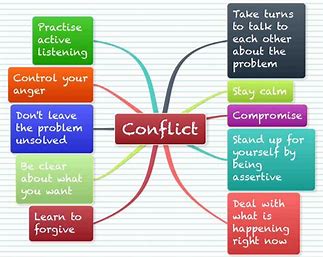 Practise
active
listening
Control your
anger
Don't leave
the problem
unsolved
Be clear
about what
you want
Learn to
forgive
Conflict
Take turns
to talk to
each other
about the
problem
Stay calm
Compromise
Stand up for
yourself by
being
assertive
Deal with
what is
happening
right now